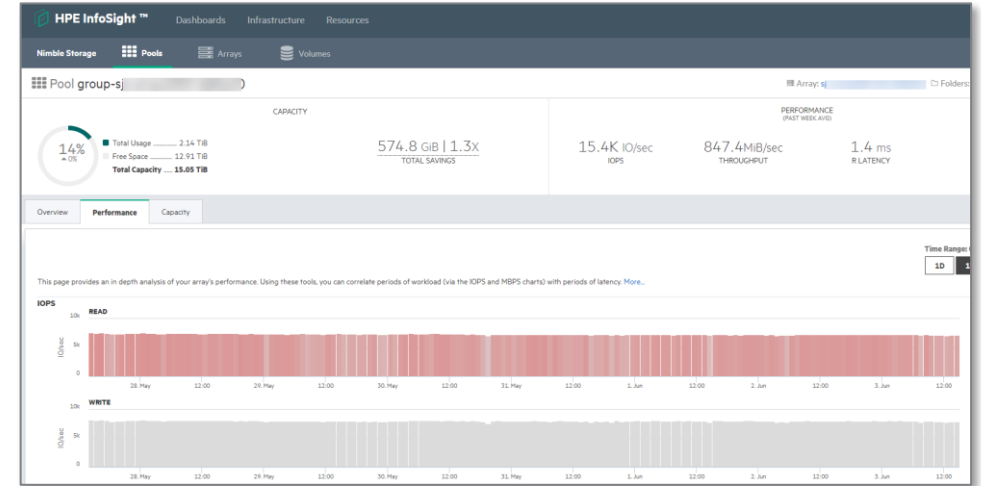 HPE InfoSight ™ Dashboards Infrastructure Resources
Nimble Storage Pools Arrays Volumes
Pool group-sj )
Array: sj Folders:
CAPACITY
PERFORMANCE
(PAST WEEK AVG)
14%
0%
Total Usage 2.14 TiB
Free Space 12.91 TiB
Total Capacity 15.05 TiB
574.8 GiB | 1.3X
TOTAL SAVINGS
15.4K IO/sec
IOPS
847.4MiB/sec
THROUGHPUT
1.4 ms
R LATENCY
Overview Performance Capacity
Time Range:
1D 1
This page provides an in depth analysis of your array's performance. Using these tools, you can correlate periods of workload (via the IOPS and MBPS charts) with periods of latency. More...
IOPS
READ
10k
5k
0
IO/sec
28. May 12:00 29. May 12:00 30. May 12:00 31. May 12:00 1. Jun 12:00 2. Jun 12:00 3. Jun 12:00
WRITE
10k
5k
0
IO/sec
28. May 12:00 29. May 12:00 30. May 12:00 31. May 12:00 1. Jun 12:00 2. Jun 12:00 3. Jun 12:00